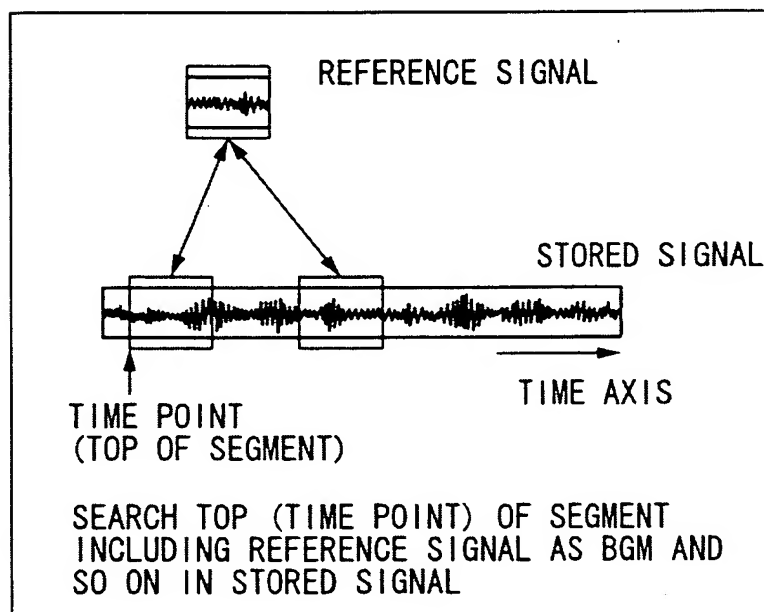 REFERENCE SIGNAL
STORED SIGNAL
TIME AXIS
TIME POINT
(TOP OF SEGMENT)
SEARCH TOP (TIME POINT) OF SEGMENT
INCLUDING REFERENCE SIGNAL AS BGM AND
SO ON IN STORED SIGNAL